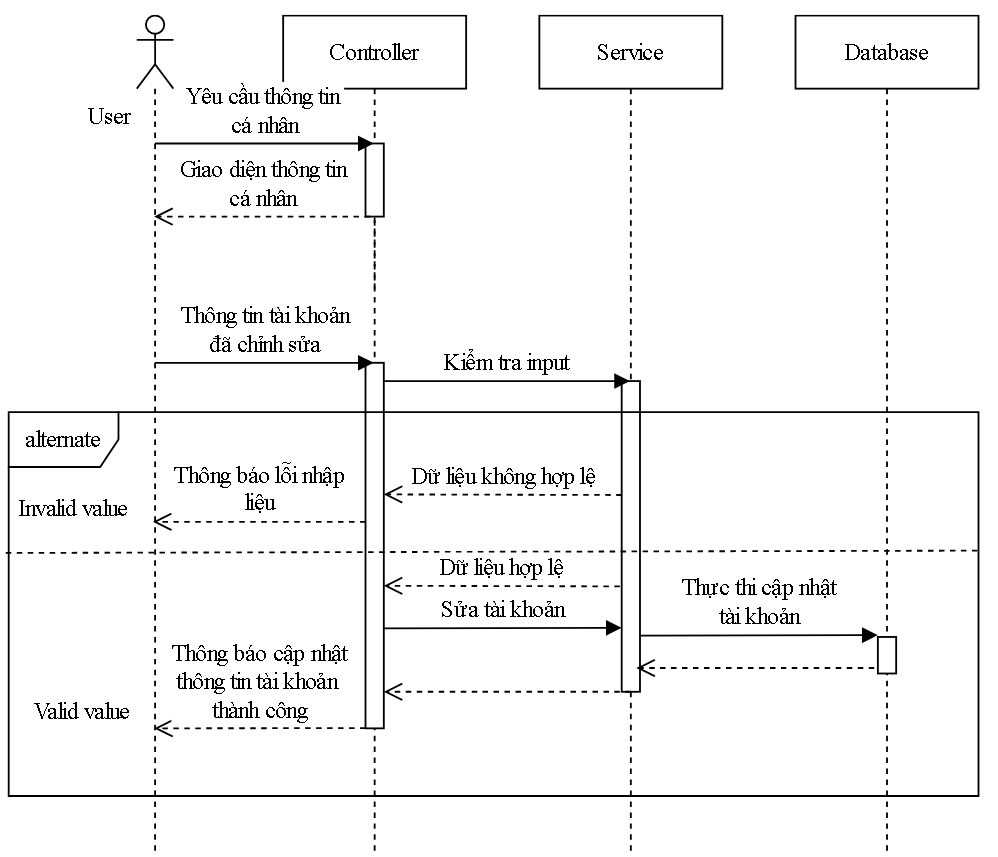 Controller
Service
Database
User
Yêu cầu thông tin
cá nhân
Giao diện thông tin
cá nhân
Thông tin tài khoản
đã chỉnh sửa
Kiểm tra input
alternate
Thông báo lỗi nhập
liệu
Dữ liệu không hợp lệ
Invalid value
Dữ liệu hợp lệ
Sửa tài khoản
Thực thi cập nhật
tài khoản
Thông báo cập nhật
thông tin tài khoản
thành công
Valid value